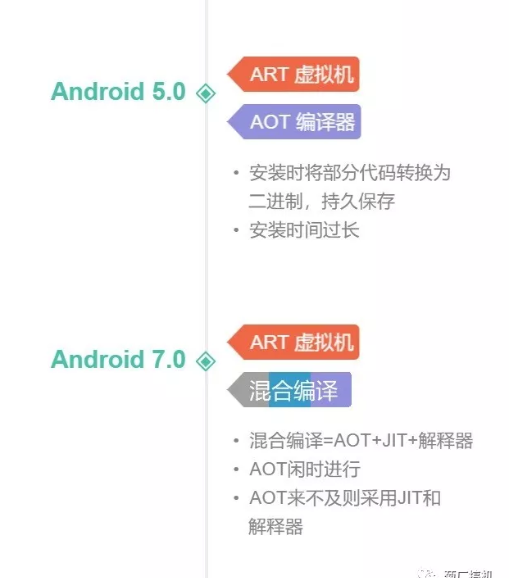 Android 5.0
ART 虚拟机
AOT 编译器
• 安装时将部分代码转换为
二进制，持久保存
• 安装时间过长
Android 7.0
ART 虚拟机
混合编译
• 混合编译=AOT+JIT+解释器
• AOT闲时进行
• AOT来不及则采用JIT和
解释器